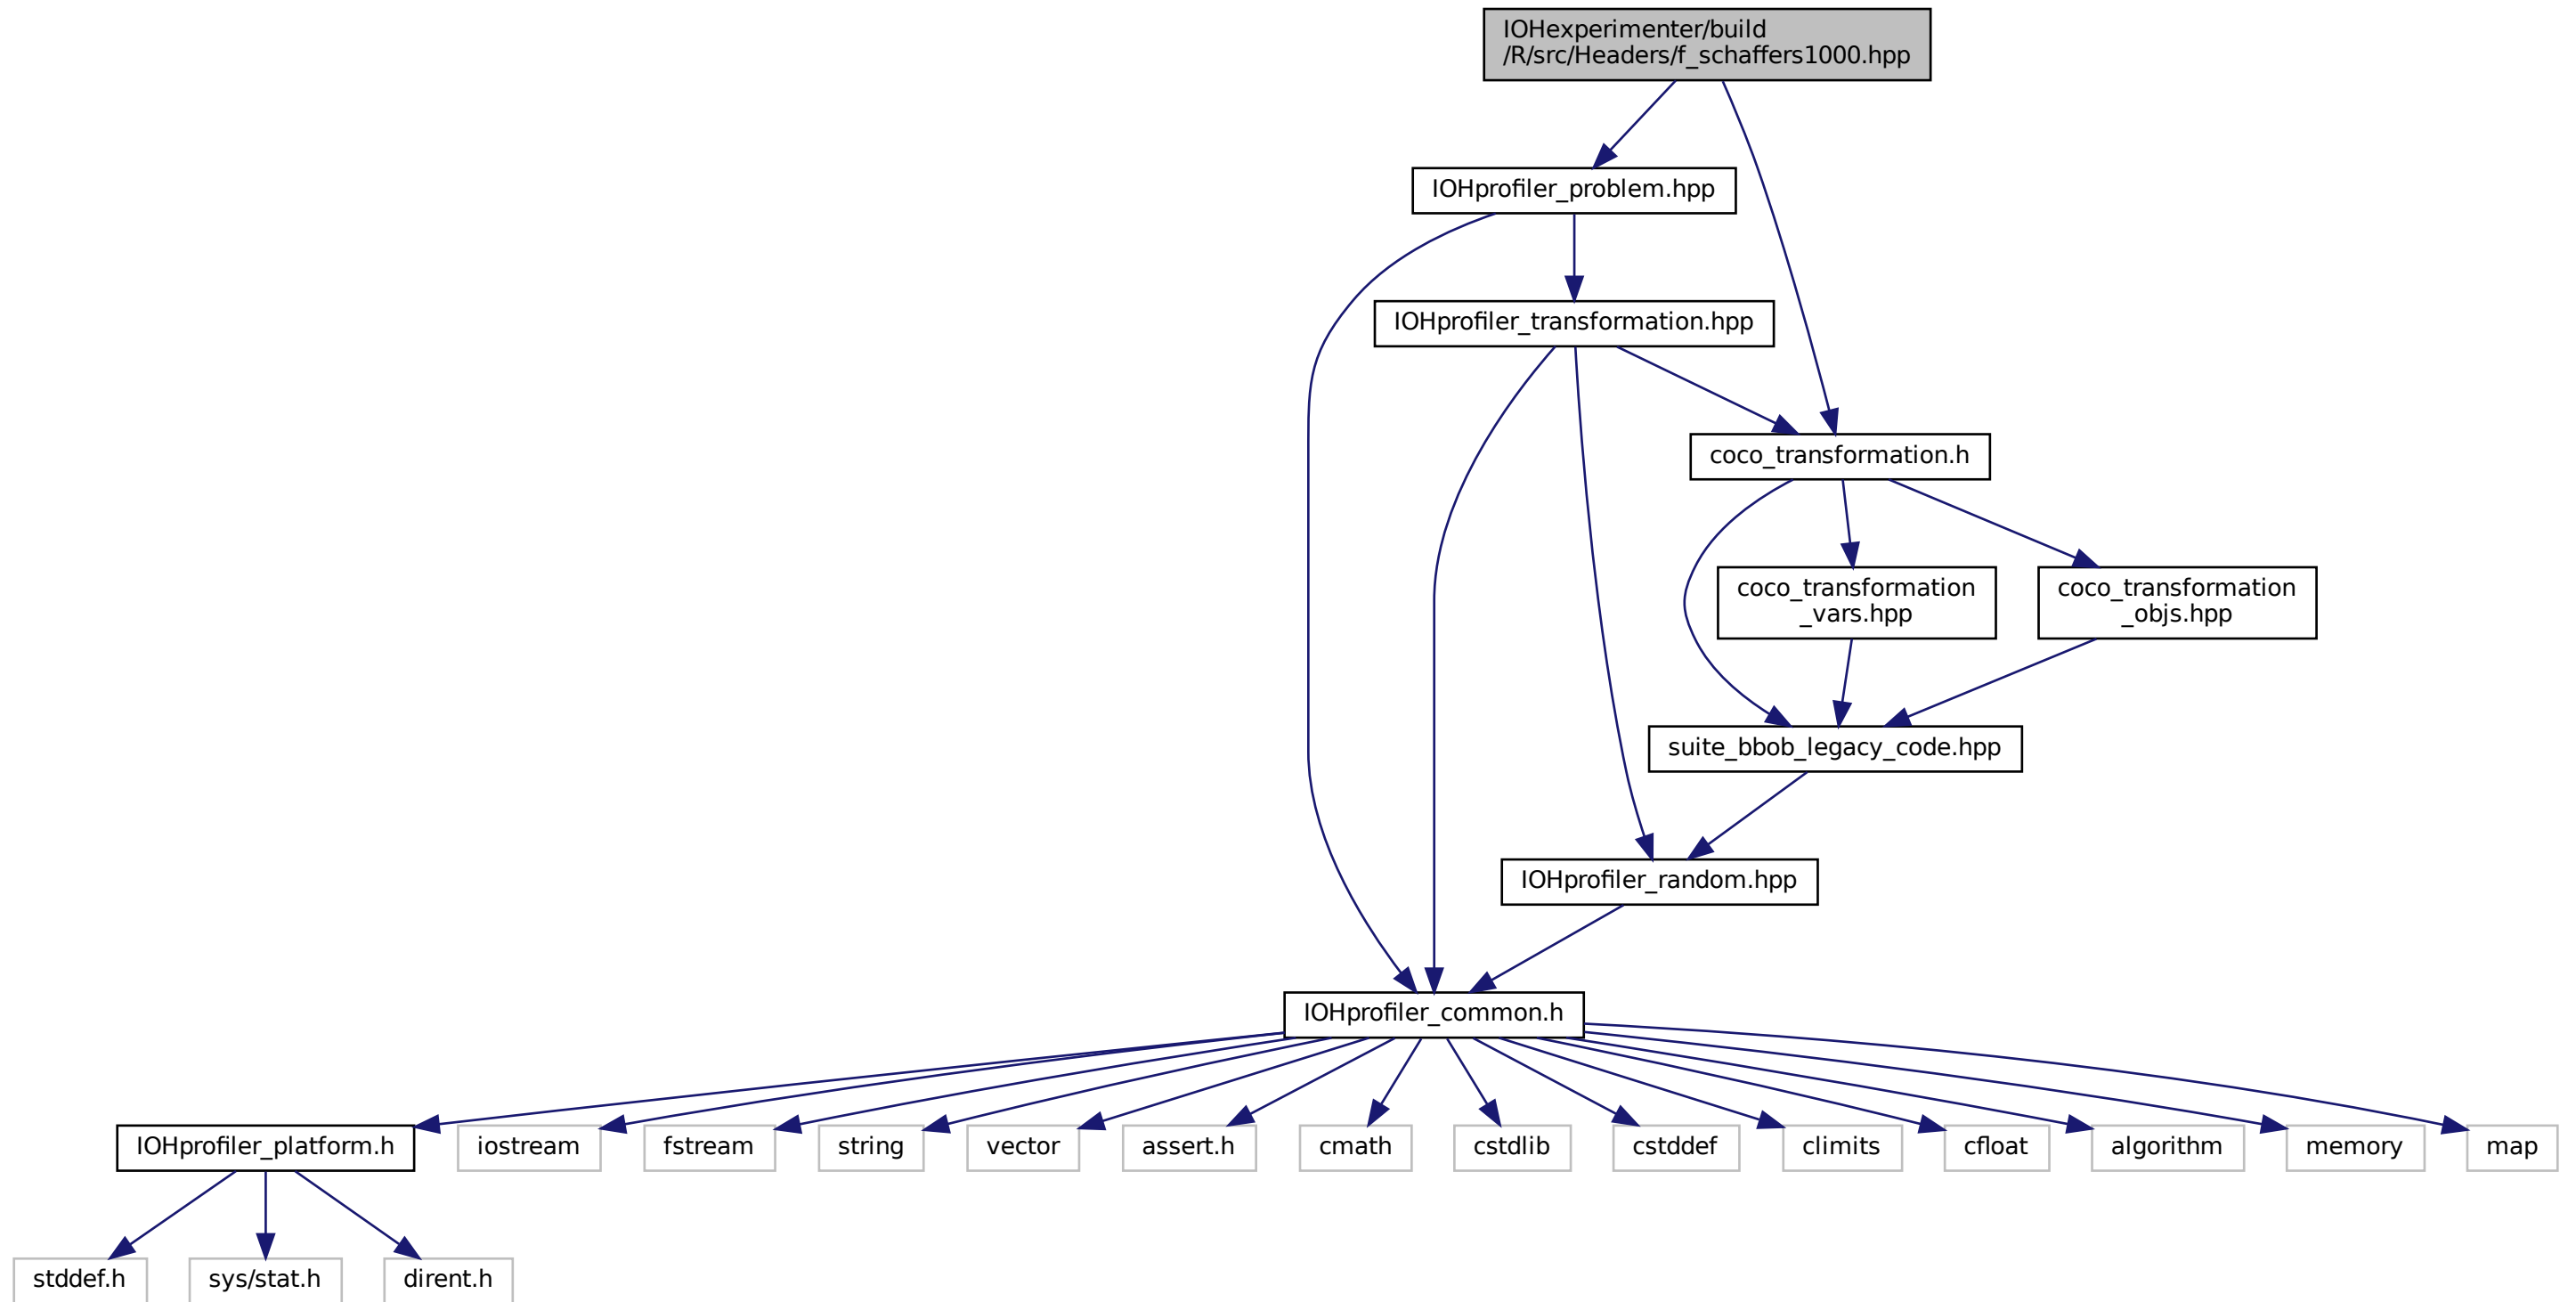 IOHexperimenter/build
/R/src/Headers/f_schaffers1000.hpp
IOHprofiler_problem.hpp
IOHprofiler_transformation.hpp
coco_transformation.h
coco_transformation
_vars.hpp
coco_transformation
_objs.hpp
suite_bbob_legacy_code.hpp
IOHprofiler_random.hpp
IOHprofiler_common.h
IOHprofiler_platform.h
iostream
fstream
string
vector
assert.h
cmath
cstdlib
cstddef
climits
cfloat
algorithm
memory
map
stddef.h
sys/stat.h
dirent.h